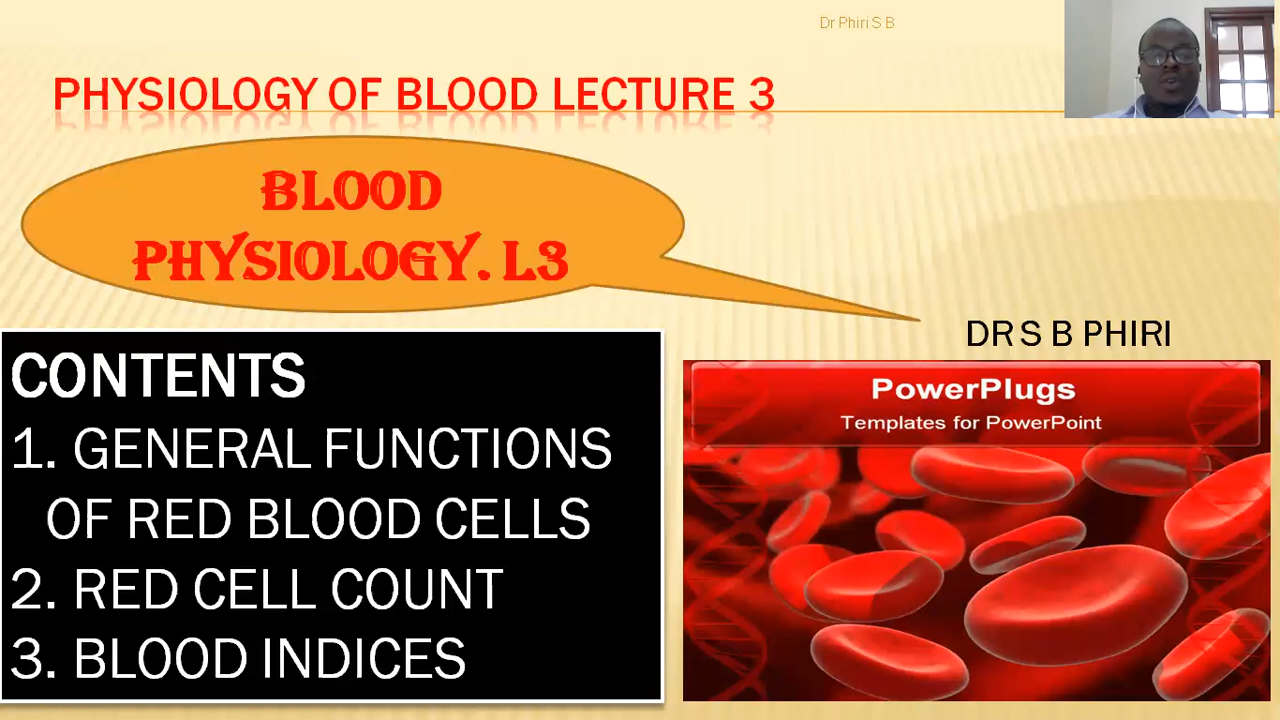 Dr Phiri S B
PHYSIOLOGY OF BLOOD LECTURE 3
BLOOD
PHYSIOLOGY. L3
DR S B PHIRI
CONTENTS
1. GENERAL FUNCTIONS
OF RED BLOOD CELLS
2. RED CELL COUNT
3. BLOOD INDICES
PowerPlugs
Templates for PowerPoint